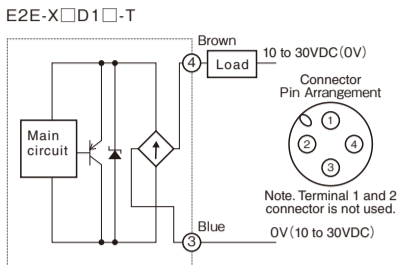 E2E-X□D1□-T
Brown
4
Load
10 to 30VDC(0V)
Connector
Pin Arrangement
1
2
4
3
Main
circuit
Note. Terminal 1 and 2
connector is not used.
Blue
3
0V(10 to 30VDC)